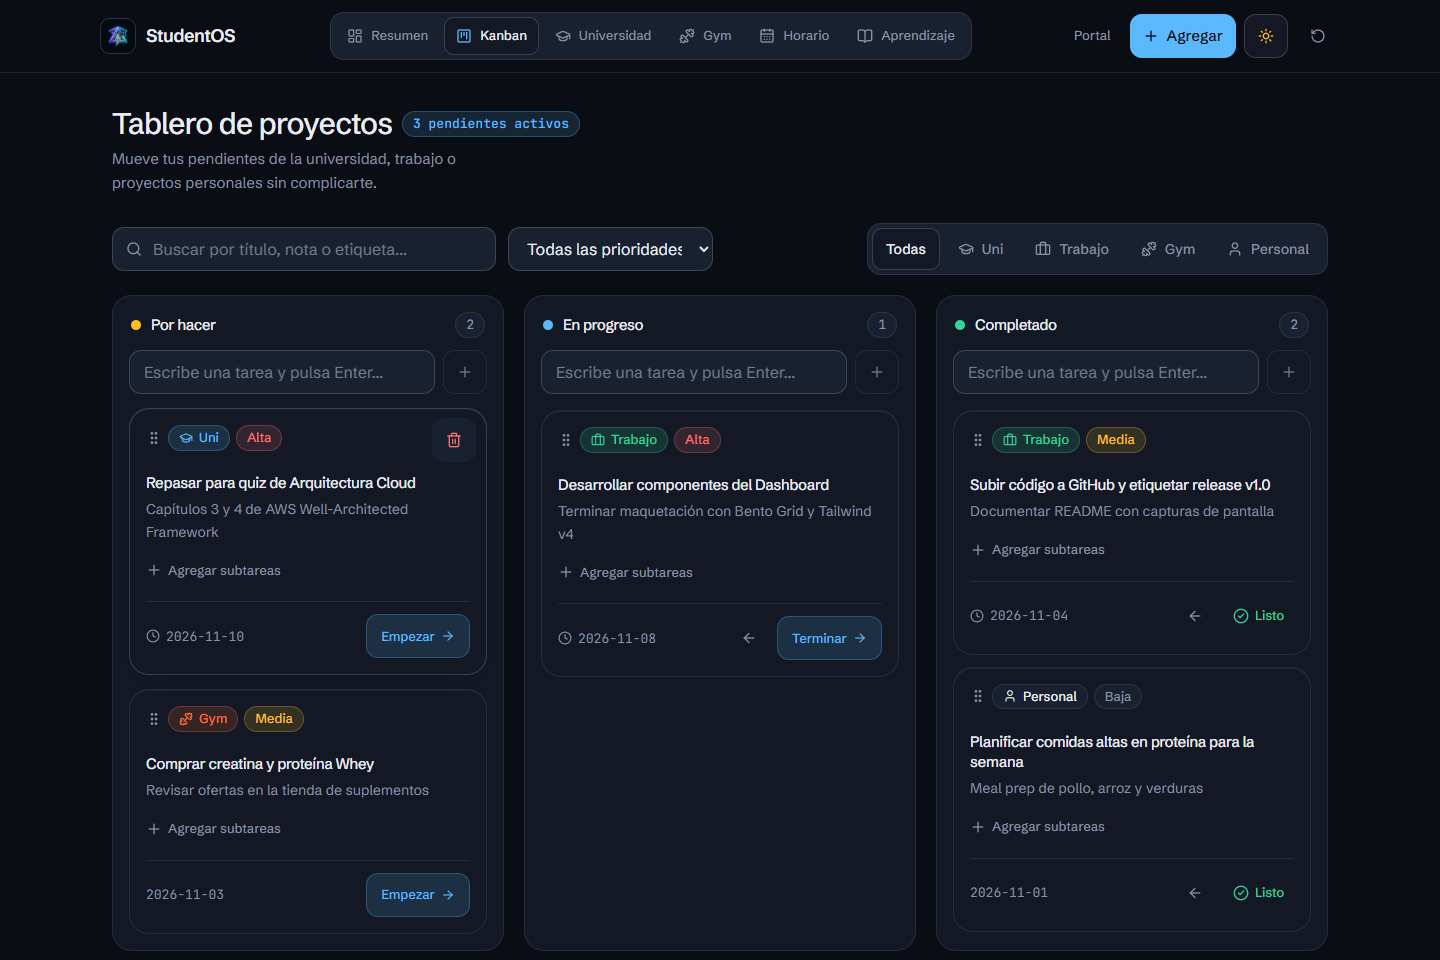 StudentOS
Resumen
Kanban
Universidad
Gym
Horario
Aprendizaje
Portal
Agregar
Tablero de proyectos
3 pendientes activos
Mueve tus pendientes de la universidad, trabajo o
proyectos personales sin complicarte.
Buscar por título, nota o etiqueta...
Todas las prioridades
Todas
Uni
Trabajo
Gym
Personal
Por hacer
2
Escribe una tarea y pulsa Enter...
Uni
Alta
Repasar para quiz de Arquitectura Cloud
Capítulos 3 y 4 de AWS Well-Architected
Framework
Agregar subtareas
2026-11-10
Empezar
Gym
Media
Comprar creatina y proteína Whey
Revisar ofertas en la tienda de suplementos
Agregar subtareas
2026-11-03
Empezar
En progreso
1
Escribe una tarea y pulsa Enter...
Trabajo
Alta
Desarrollar componentes del Dashboard
Terminar maquetación con Bento Grid y Tailwind
v4
Agregar subtareas
2026-11-08
Terminar
Completado
2
Escribe una tarea y pulsa Enter...
Trabajo
Media
Subir código a GitHub y etiquetar release v1.0
Documentar README con capturas de pantalla
Agregar subtareas
2026-11-04
Listo
Personal
Baja
Planificar comidas altas en proteína para la
semana
Meal prep de pollo, arroz y verduras
Agregar subtareas
2026-11-01
Listo